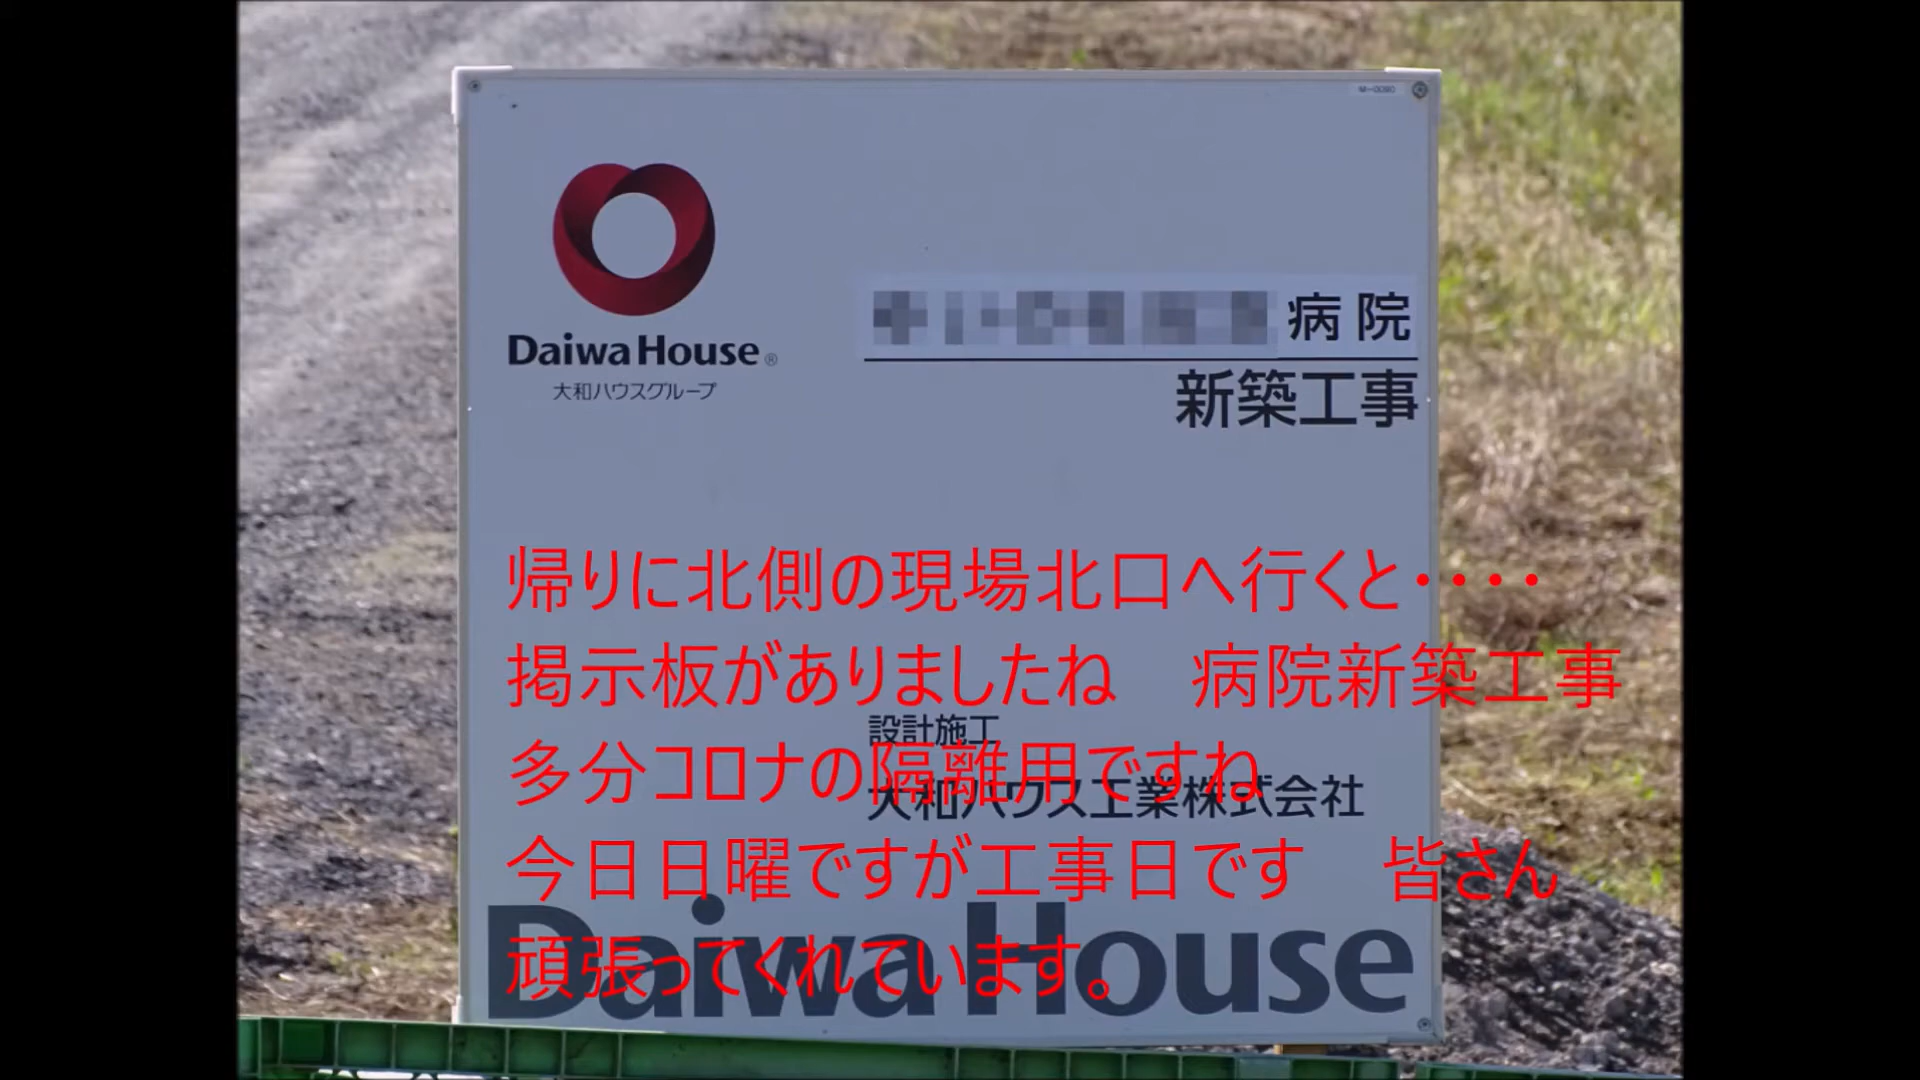 M-0090
DaiwaHouse®
大和ハウスグループ
病院
新築工事
帰りに北側の現場北口へ行くと・・・・
掲示板がありましたね　病院新築工事
設計施工
多分コロナの隔離用ですね
大和ハウス工業株式会社
今日日曜ですが工事日です　皆さん
DaiwaHouse
頑張ってくれています。